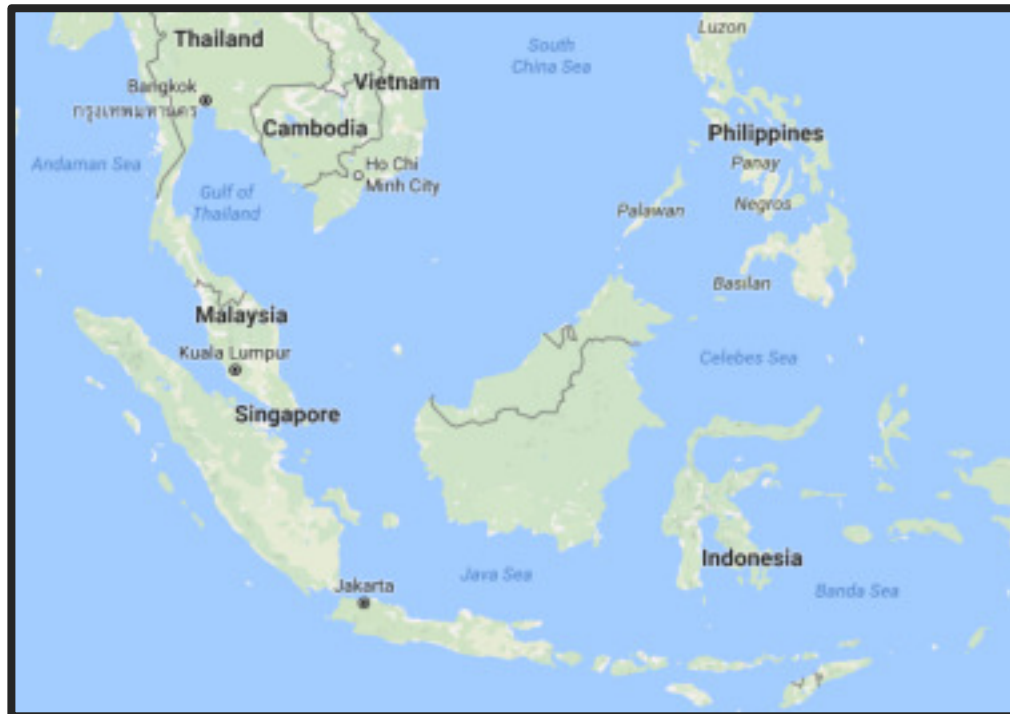 Luzon
South
China Sea
Thailand
Vietnam
Bangkok
กรุงเทพมหานคร
Cambodia
Philippines
Andaman Sea
Ho Chi
Minh City
Panay
Gulf of
Thailand
Negros
Palawan
Basilan
Malaysia
Kuala Lumpur
Celebes Sea
Singapore
Indonesia
Java Sea
Jakarta
Banda Sea